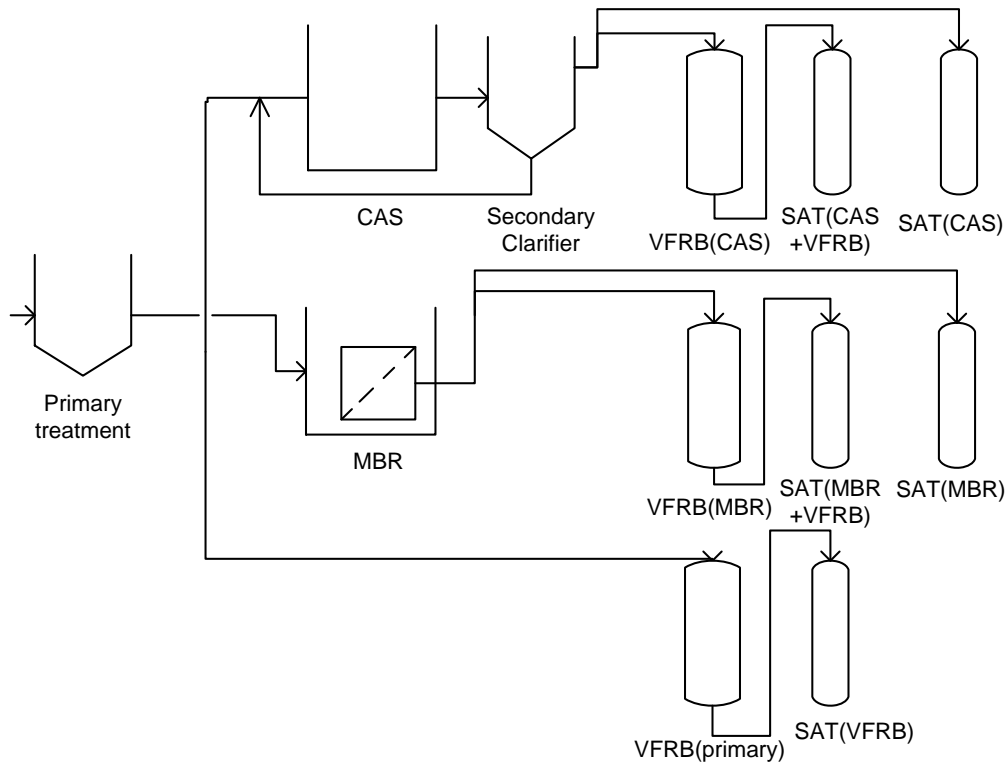 CAS
Secondary
Clarifier
VFRB(CAS)
SAT(CAS
+VFRB)
SAT(CAS)
Primary
treatment
MBR
VFRB(MBR)
SAT(MBR
+VFRB)
SAT(MBR)
VFRB(primary)
SAT(VFRB)